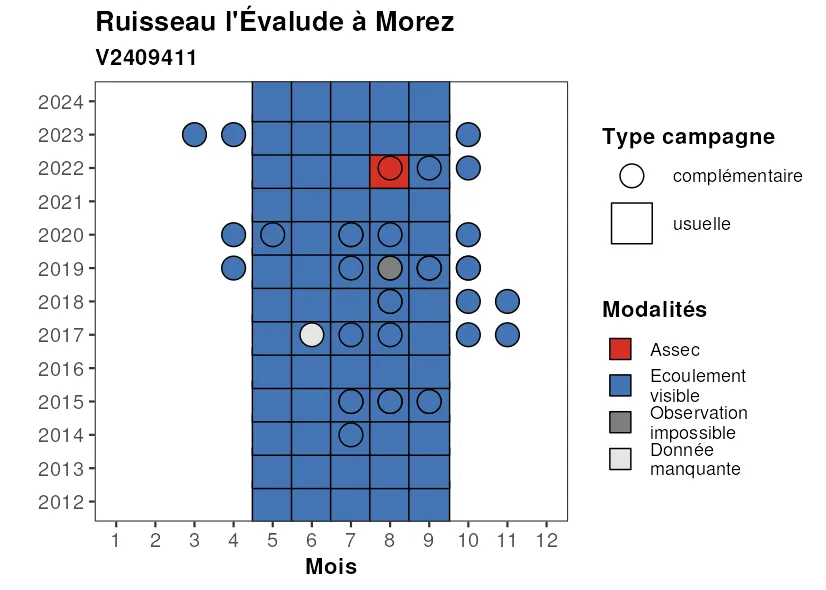 Ruisseau l'Évalude à Morez
V2409411
2024
2023
2022
2021
2020
2019
2018
2017
2016
2015
2014
2013
2012
1 2 3 4 5 6 7 8 9 10 11 12
Mois
Type campagne
complémentaire
usuelle
Modalités
Assec
Ecoulement
visible
Observation
impossible
Donnée
manquante